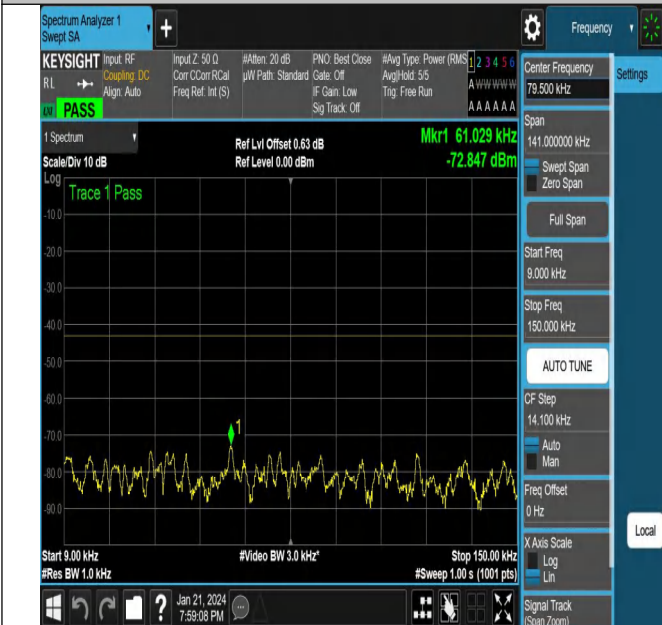 Spectrum Analyzer 1
Swept SA
+
Frequency
KEYSIGHT
Input: RF
Coupling: DC
Align: Auto
Input Z: 50 Ω
Corr CCorr RCal
Freq Ref: Int (S)
#Atten: 20 dB
µW Path: Standard
PNO: Best Close
Gate: Off
IF Gain: Low
Sig Track: Off
#Avg Type: Power (RMS
Avg|Hold: 5/5
Trig: Free Run
1 2 3 4 5 6
A W W W W W
A A A A A A
RL
PASS
1 Spectrum
Scale/Div 10 dB
Ref Lvl Offset 0.63 dB
Ref Level 0.00 dBm
Mkr1 61.029 kHz
-72.847 dBm
Log
Trace 1 Pass
-10.0
-20.0
-30.0
-40.0
-50.0
-60.0
-70.0
-80.0
-90.0
1
Start 9.00 kHz
#Video BW 3.0 kHz*
Stop 150.00 kHz
#Res BW 1.0 kHz
#Sweep 1.00 s (1001 pts)
?
Jan 21, 2024
7:59:08 PM
Center Frequency
79.500 kHz
Settings
Span
141.000000 kHz
Swept Span
Zero Span
Full Span
Start Freq
9.000 kHz
Stop Freq
150.000 kHz
AUTO TUNE
CF Step
14.100 kHz
Auto
Man
Freq Offset
0 Hz
Local
X Axis Scale
Log
Lin
Signal Track
(Span Zoom)